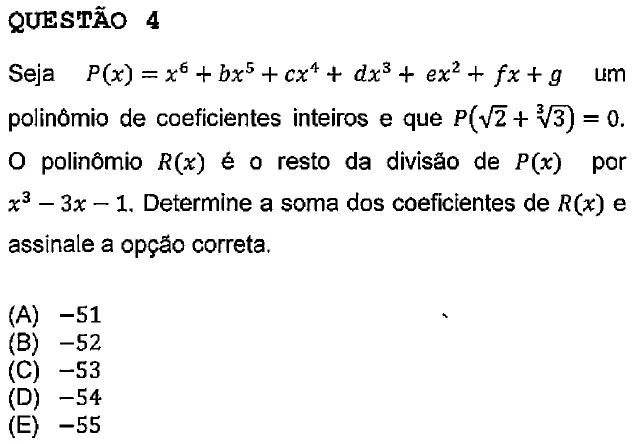 QUESTÃO 4
Seja P(x) = x⁶ + bx⁵ + cx⁴ + dx³ + ex² + fx + g um
polinômio de coeficientes inteiros e que P(√2 + ∛3) = 0.
O polinômio R(x) é o resto da divisão de P(x) por
x³ − 3x − 1. Determine a soma dos coeficientes de R(x) e
assinale a opção correta.
(A) −51
(B) −52
(C) −53
(D) −54
(E) −55